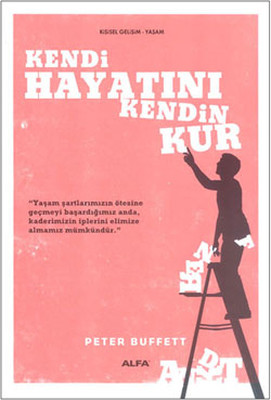 KİŞİSEL GELİŞİM - YAŞAM
KENDİ
HAYATINI
KENDİN
KUR
“Yaşam şartlarımızın ötesine
geçmeyi başardığımız anda,
kaderimizin iplerini elimize
almamız mümkündür.”
PETER BUFFETT
ALFA